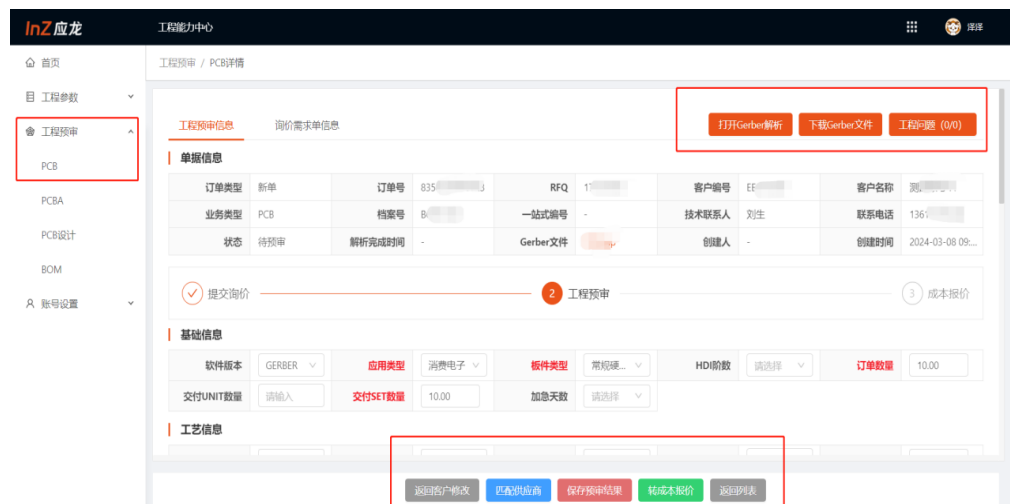 InZ应龙 工程能力中心 泽泽
首页 工程预审 / PCB详情
工程参数
工程预审
PCB
PCBA
PCB设计
BOM
账号设置
工程预审信息 询价需求单信息 打开Gerber解析 下载Gerber文件 工程问题 (0/0)
单据信息
订单类型 新单 订单号 835 3 RFQ 17 客户编号 EE 客户名称
业务类型 PCB 档案号 一站式编号 - 技术联系人 刘生 联系电话 136
状态 待预审 解析完成时间 - Gerber文件 创建人 - 创建时间 2024-03-08 09:...
提交询价 2 工程预审 3 成本报价
基础信息
软件版本 GERBER 应用类型 消费电子 板件类型 常规硬... HDI阶数 请选择 订单数量 10.00
交付UNIT数量 请输入 交付SET数量 10.00 加急天数 请选择
工艺信息
返回客户修改 匹配供应商 保存预审结果 转成本报价 返回列表